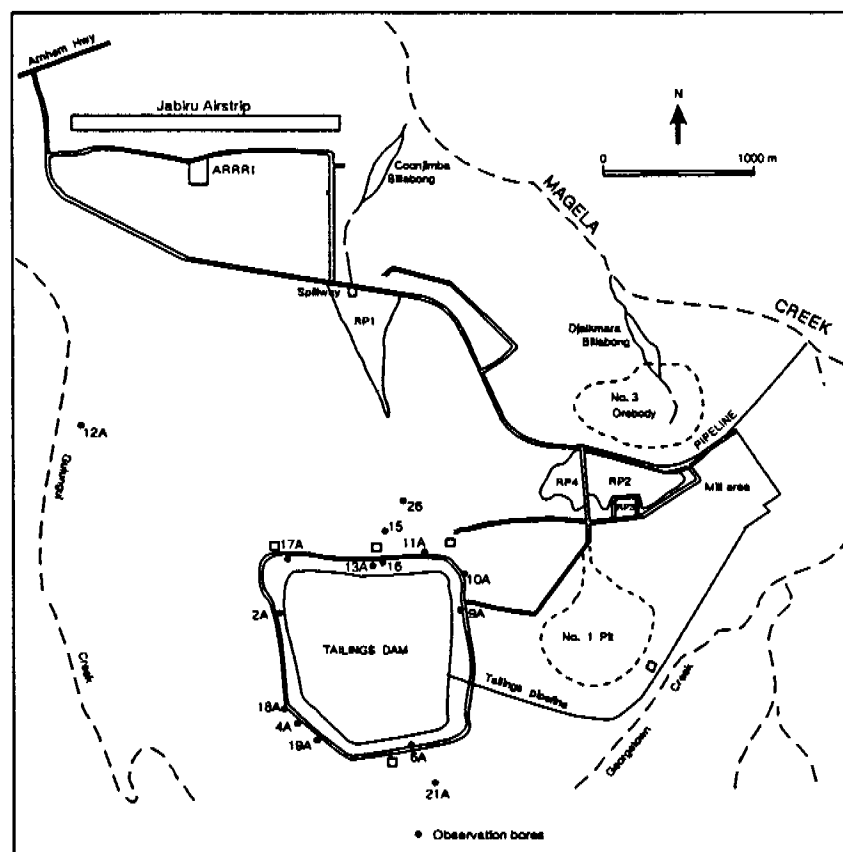 Arnhem Hwy
Jabiru Airstrip
N
0 1000 m
ARRRI
Coonjimba
Billabong
MAGELA
CREEK
Spillway
RP1
Djalkmara
Billabong
No. 3
Orebody
PIPELINE
12A
Gulungul
Creek
RP4
RP2
RP3
Mill area
26
15
17A
11A
13A
16
10A
2A
9A
TAILINGS DAM
No. 1 Pit
Tailings pipeline
18A
4A
19A
6A
21A
Georgetown
Creek
Observation bores